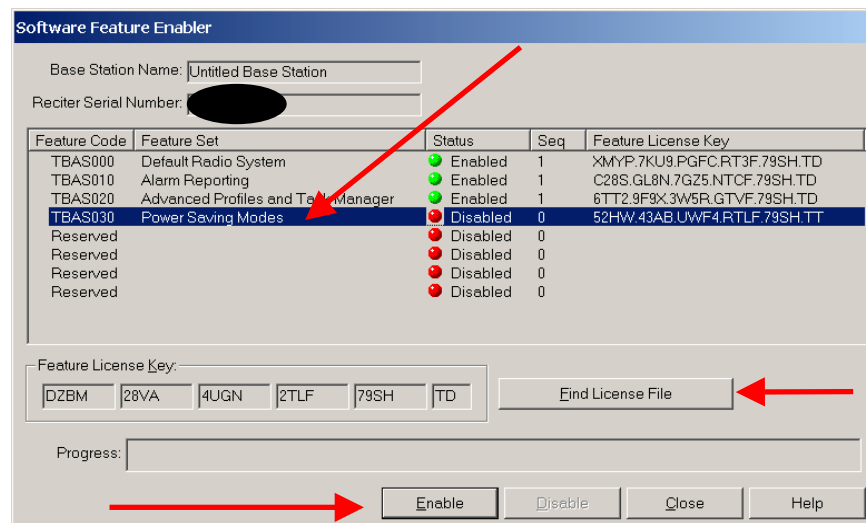 Software Feature Enabler
Base Station Name: Untitled Base Station
Reciter Serial Number:
Feature Code Feature Set Status Seq Feature License Key
TBAS000 Default Radio System Enabled 1 XMYP.7KU9.PGFC.RT3F.79SH.TD
TBAS010 Alarm Reporting Enabled 1 C28S.GL8N.7GZ5.NTCF.79SH.TD
TBAS020 Advanced Profiles and Task Manager Enabled 1 6TT2.9F9X.3W5R.GTVF.79SH.TD
TBAS030 Power Saving Modes Disabled 0 52HW.43AB.UWF4.RTLF.79SH.TT
Reserved Disabled 0
Reserved Disabled 0
Reserved Disabled 0
Reserved Disabled 0
Feature License Key:
DZBM 28VA 4UGN 2TLF 79SH TD Find License File
Progress:
Enable Disable Close Help